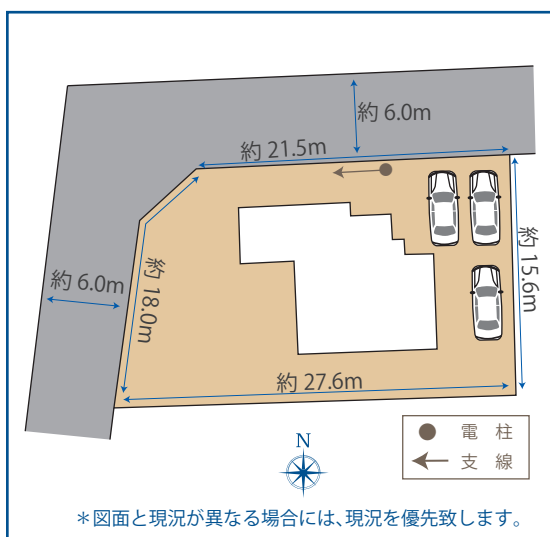 約 6.0m
約 21.5m
約 15.6m
約 6.0m
約 18.0m
約 27.6m
電 柱
支 線
N
＊図面と現況が異なる場合には、現況を優先致します。